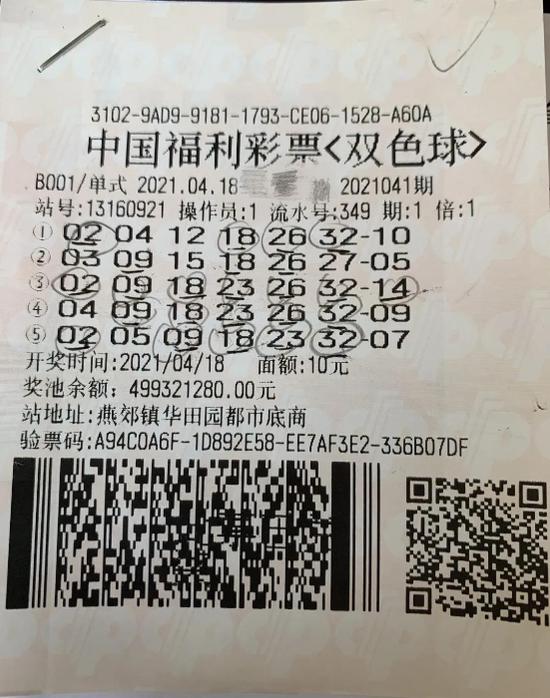 3102-9AD9-9181-1793-CE06-1528-A60A
中国福利彩票<双色球>
B001/单式 2021.04.18 2021041期
站号:13160921 操作员:1 流水号:349 期:1 倍:1
① 02 04 12 18 26 32-10
② 03 09 15 18 26 27-05
③ 02 09 18 23 26 32-14
④ 04 09 18 23 26 32-09
⑤ 02 05 09 18 23 32-07
开奖时间:2021/04/18 面额:10元
奖池余额: 499321280.00元
站地址:燕郊镇华田园都市底商
验票码:A94C0A6F-1D892E58-EE7AF3E2-336B07DF